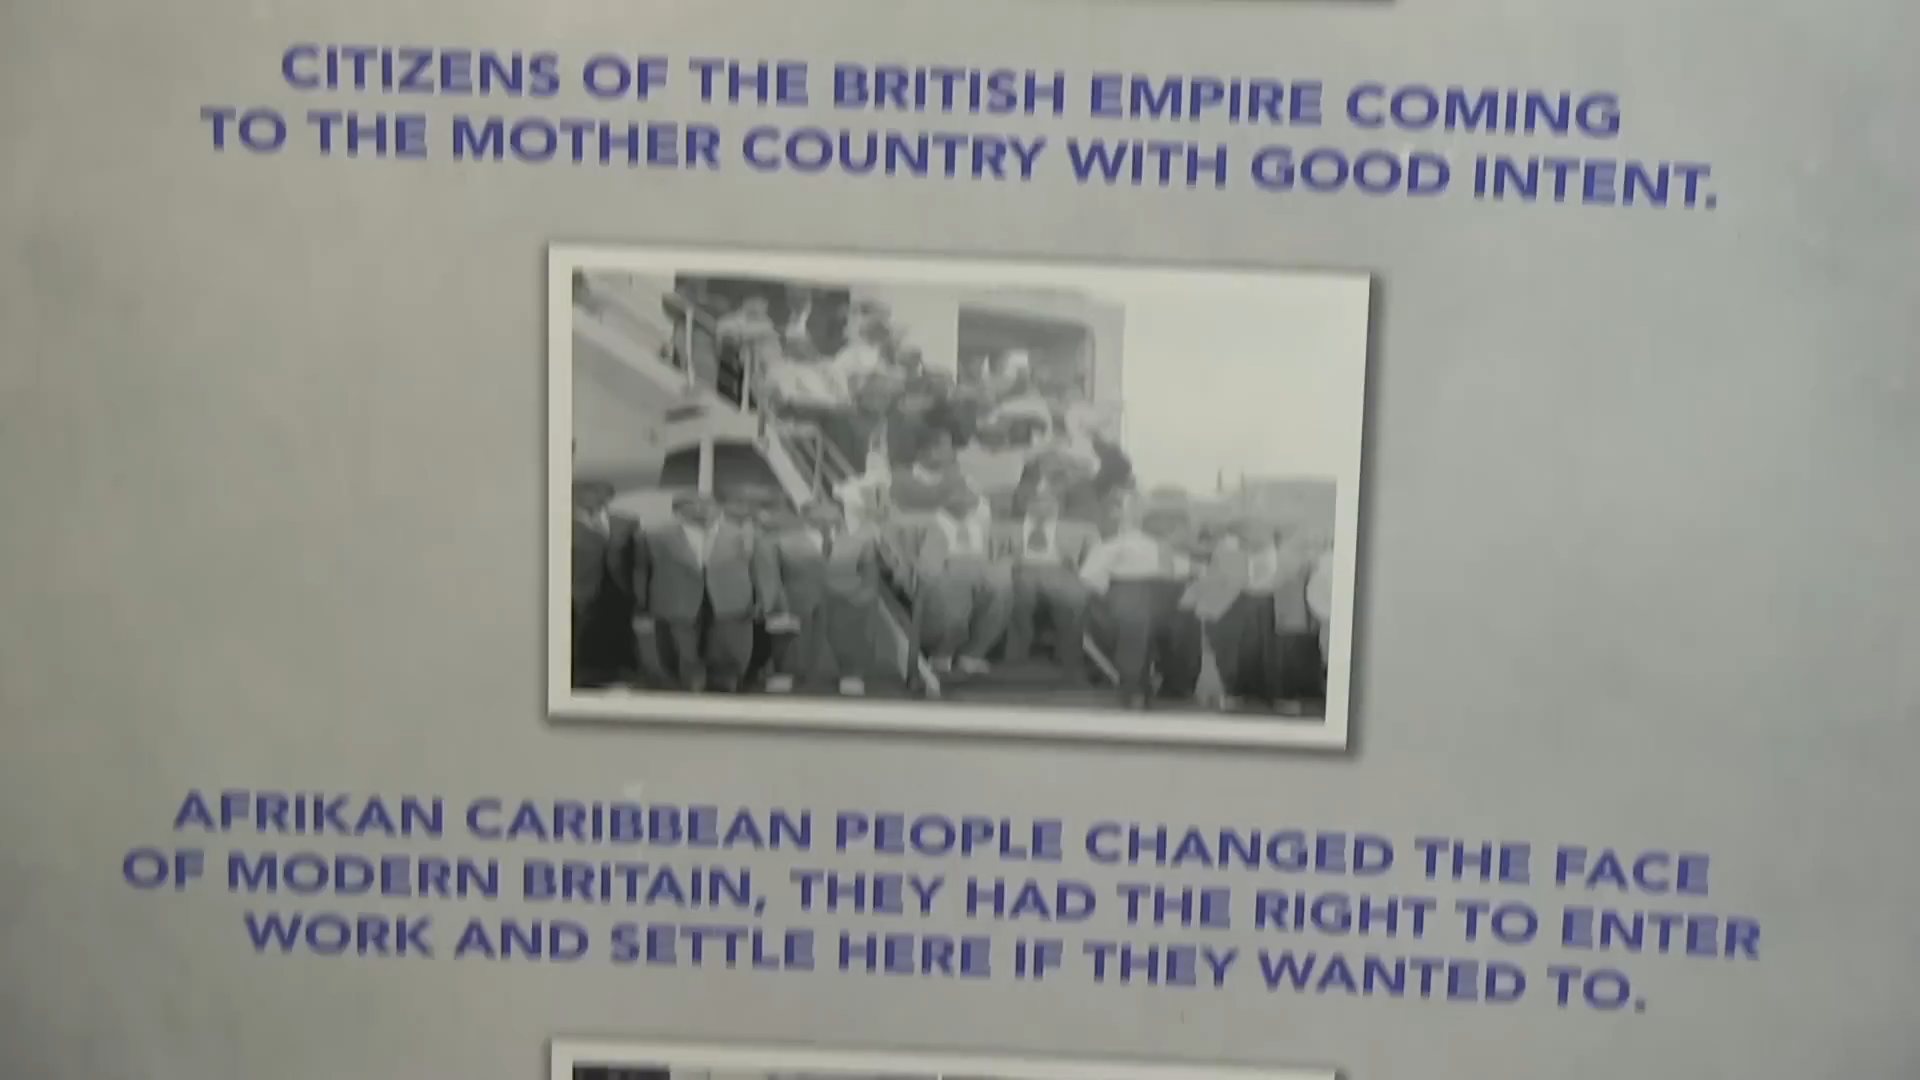 CITIZENS OF THE BRITISH EMPIRE COMING
TO THE MOTHER COUNTRY WITH GOOD INTENT.
AFRIKAN CARIBBEAN PEOPLE CHANGED THE FACE
OF MODERN BRITAIN, THEY HAD THE RIGHT TO ENTER
WORK AND SETTLE HERE IF THEY WANTED TO.